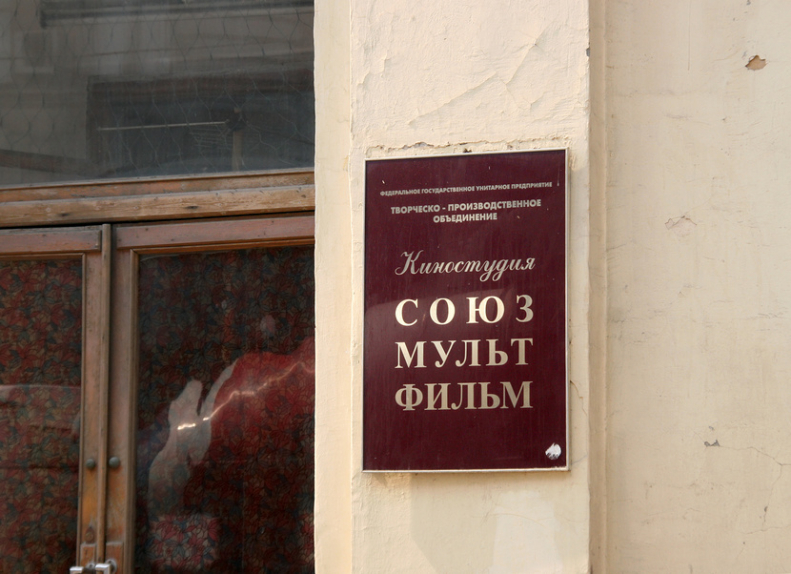 ФЕДЕРАЛЬНОЕ ГОСУДАРСТВЕННОЕ УНИТАРНОЕ ПРЕДПРИЯТИЕ
ТВОРЧЕСКО - ПРОИЗВОДСТВЕННОЕ
ОБЪЕДИНЕНИЕ
Киностудия
СОЮЗ
МУЛЬТ
ФИЛЬМ